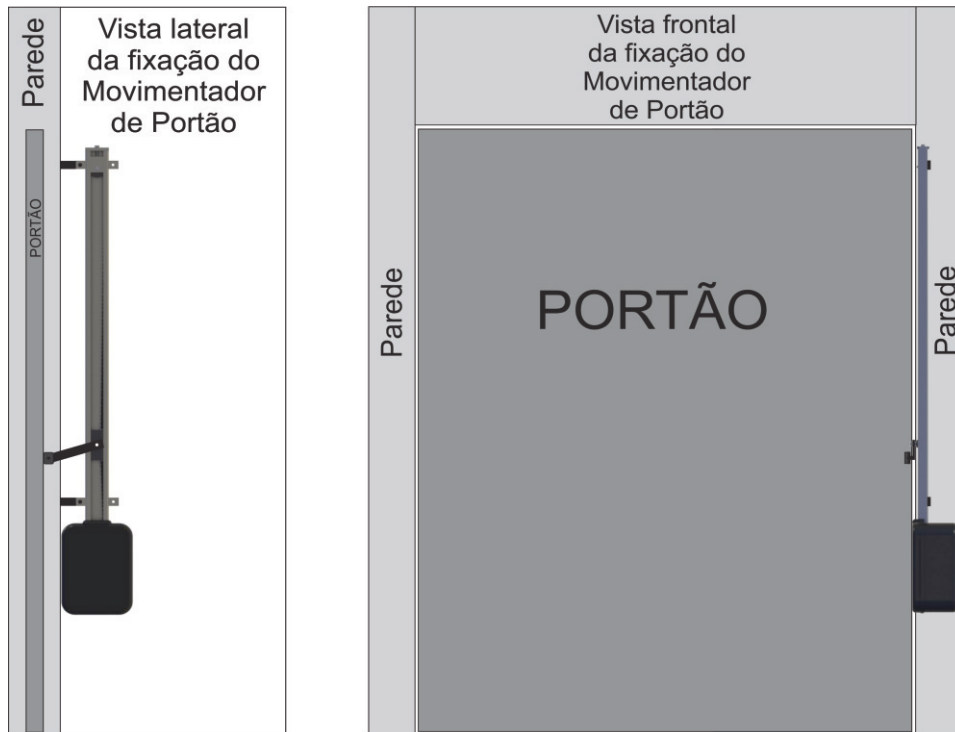 Parede
Vista lateral
da fixação do
Movimentador
de Portão
PORTÃO
Vista frontal
da fixação do
Movimentador
de Portão
Parede
PORTÃO
Parede